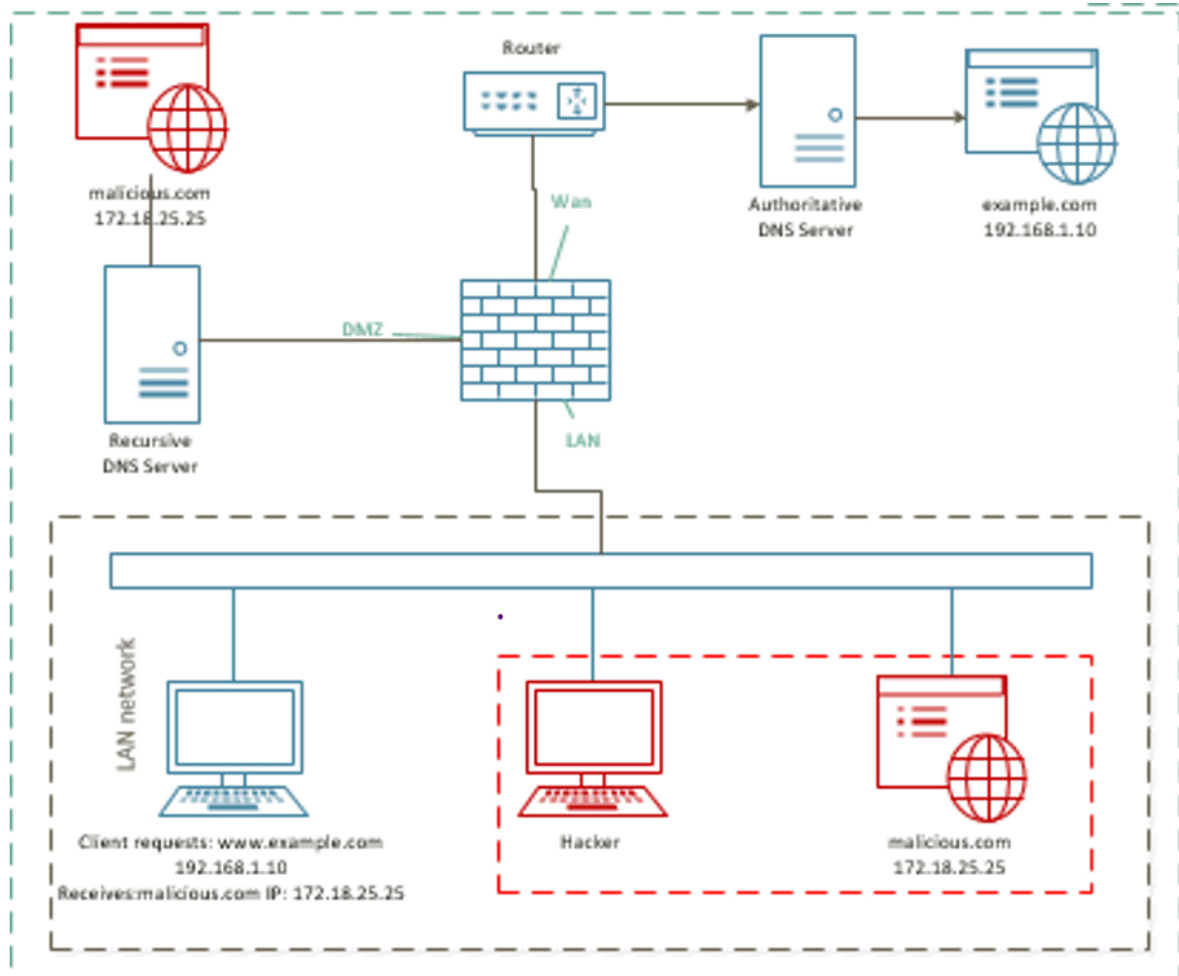 Router
malicious.com
172.18.25.25
Wan
Authoritative
DNS Server
example.com
192.168.1.10
DMZ
LAN
Recursive
DNS Server
LAN network
Client requests: www.example.com
192.168.1.10
Receives:malicious.com IP: 172.18.25.25
Hacker
malicious.com
172.18.25.25